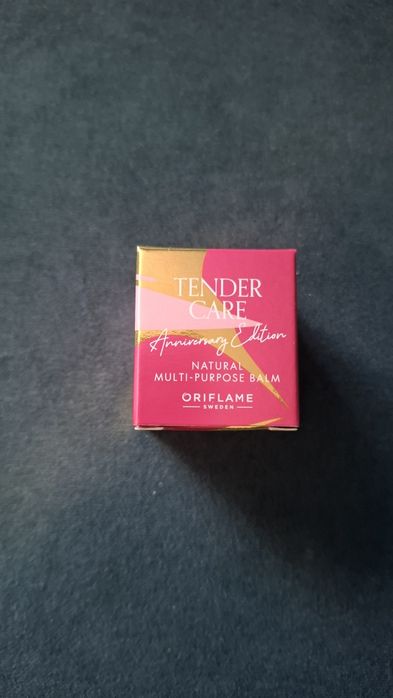 TENDER
CARE
Anniversary Edition
NATURAL
MULTI-PURPOSE BALM
ORIFLAME
SWEDEN